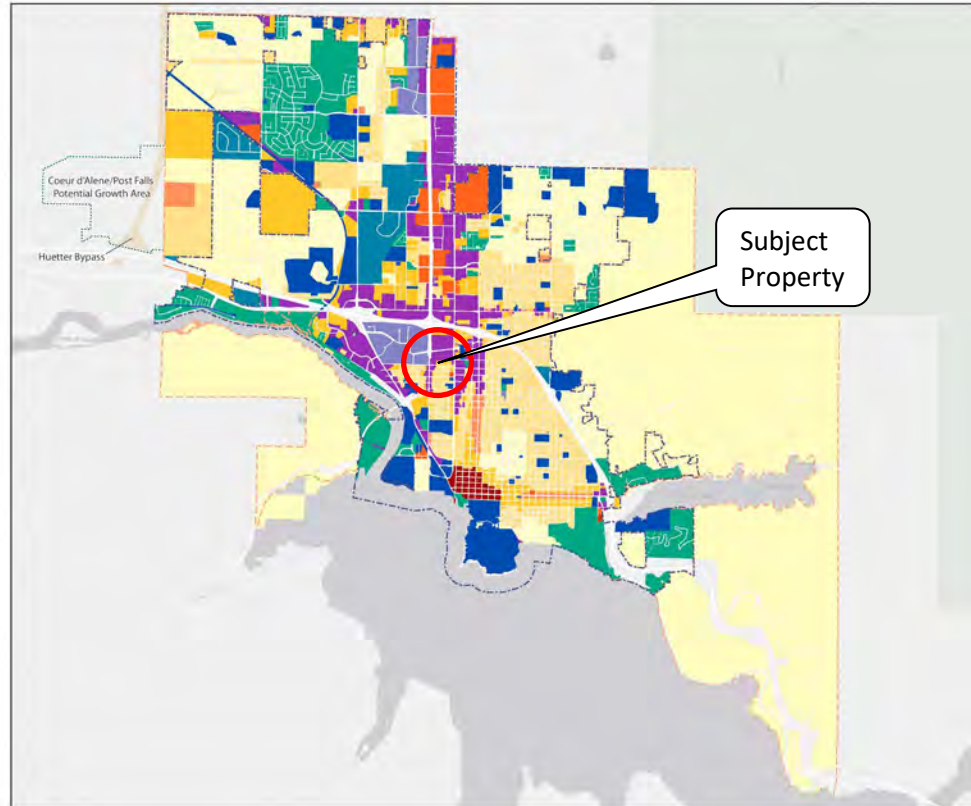 Coeur d'Alene/Post Falls
Potential Growth Area
Subject
Property
Huetter Bypass